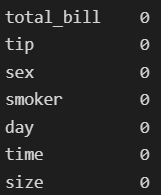 total_bill 0
tip 0
sex 0
smoker 0
day 0
time 0
size 0